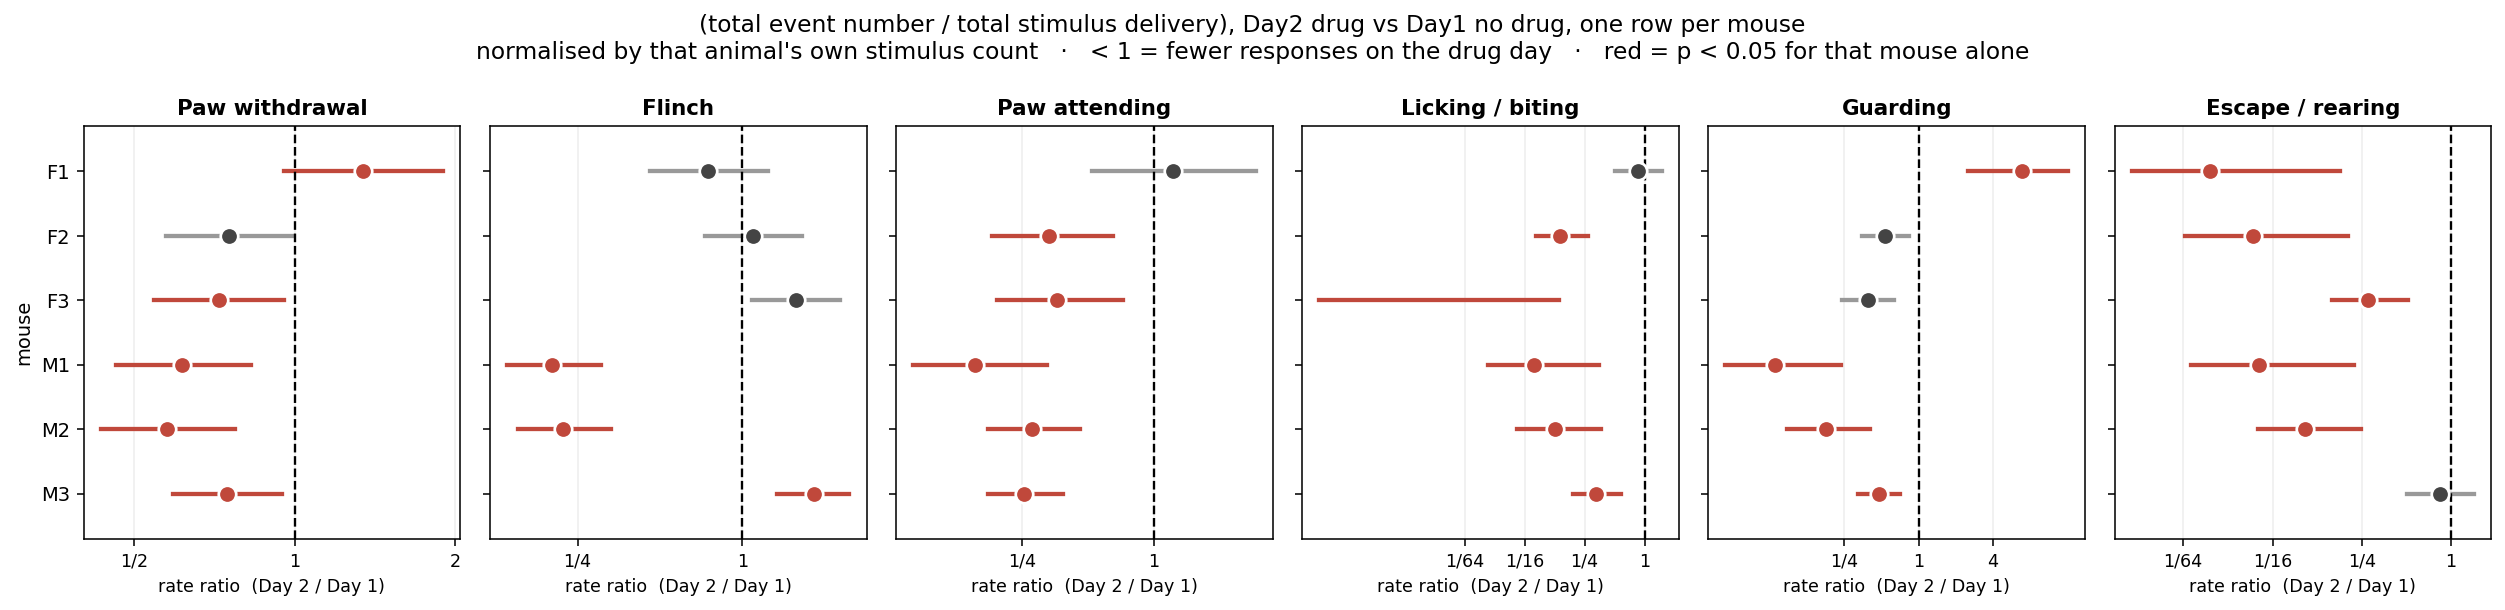 (total event number / total stimulus delivery), Day2 drug vs Day1 no drug, one row per mouse
normalised by that animal's own stimulus count · < 1 = fewer responses on the drug day · red = p < 0.05 for that mouse alone
Paw withdrawal
Flinch
Paw attending
Licking / biting
Guarding
Escape / rearing
mouse
F1
F2
F3
M1
M2
M3
1/2 1 2
1/4 1
1/4 1
1/64 1/16 1/4 1
1/4 1 4
1/64 1/16 1/4 1
rate ratio (Day 2 / Day 1)
rate ratio (Day 2 / Day 1)
rate ratio (Day 2 / Day 1)
rate ratio (Day 2 / Day 1)
rate ratio (Day 2 / Day 1)
rate ratio (Day 2 / Day 1)